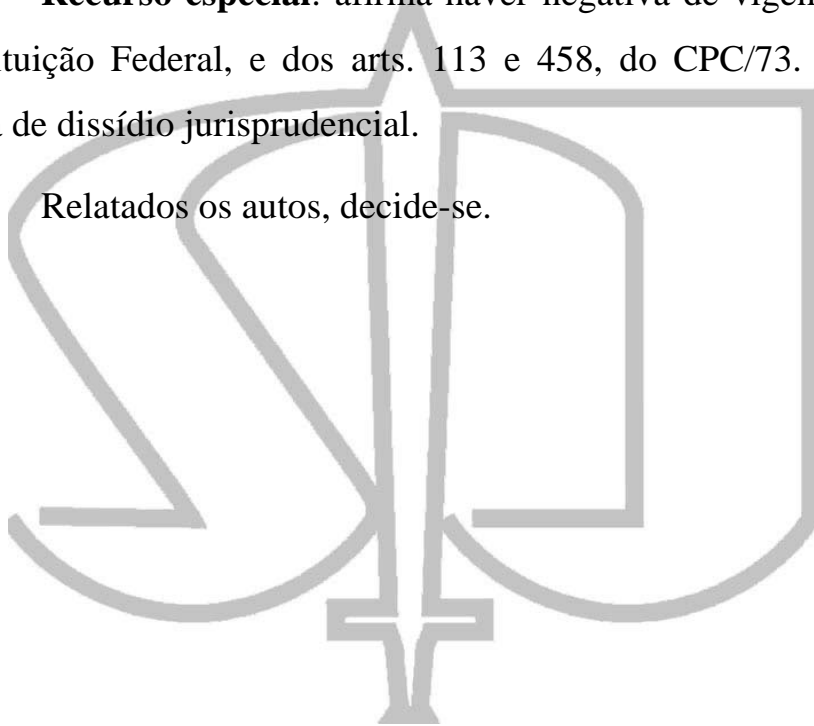 Recurso especial: afirma haver negativa de vigên
ituição Federal, e dos arts. 113 e 458, do CPC/73.
de dissídio jurisprudencial.
Relatados os autos, decide-se.